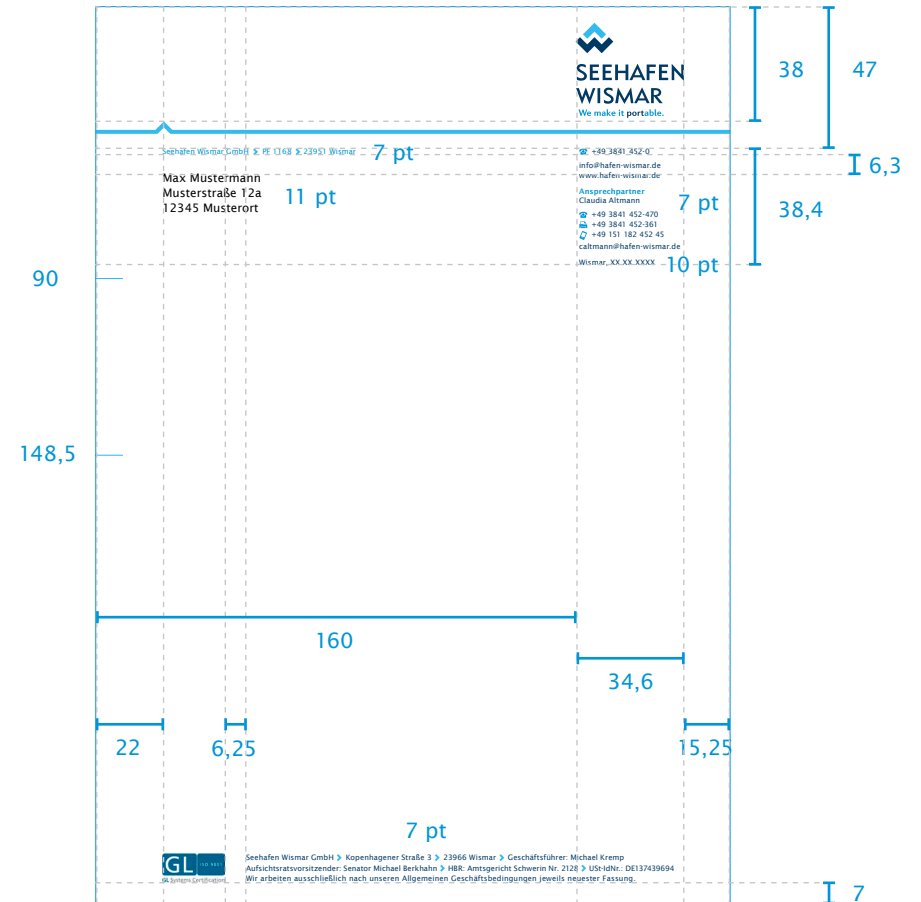 SEEHAFEN
WISMAR
We make it portable.
38
47
Seehafen Wismar GmbH > PF 1168 > 23951 Wismar
7 pt
+49 3841 452-0
info@hafen-wismar.de
www.hafen-wismar.de
6,3
Max Mustermann
Musterstraße 12a
12345 Musterort
11 pt
Ansprechpartner
Claudia Altmann
7 pt
38,4
+49 3841 452-470
+49 3841 452-361
+49 151 182 452 45
caltmann@hafen-wismar.de
Wismar, XX.XX.XXXX
10 pt
90
148,5
160
34,6
22
6,25
15,25
7 pt
GL
ISO 9001
GL Systems Certification
Seehafen Wismar GmbH > Kopenhagener Straße 3 > 23966 Wismar > Geschäftsführer: Michael Kremp
Aufsichtsratsvorsitzender: Senator Michael Berkhahn > HBR: Amtsgericht Schwerin Nr. 2128 > USt-IdNr.: DE137439694
Wir arbeiten ausschließlich nach unseren Allgemeinen Geschäftsbedingungen jeweils neuester Fassung.
7